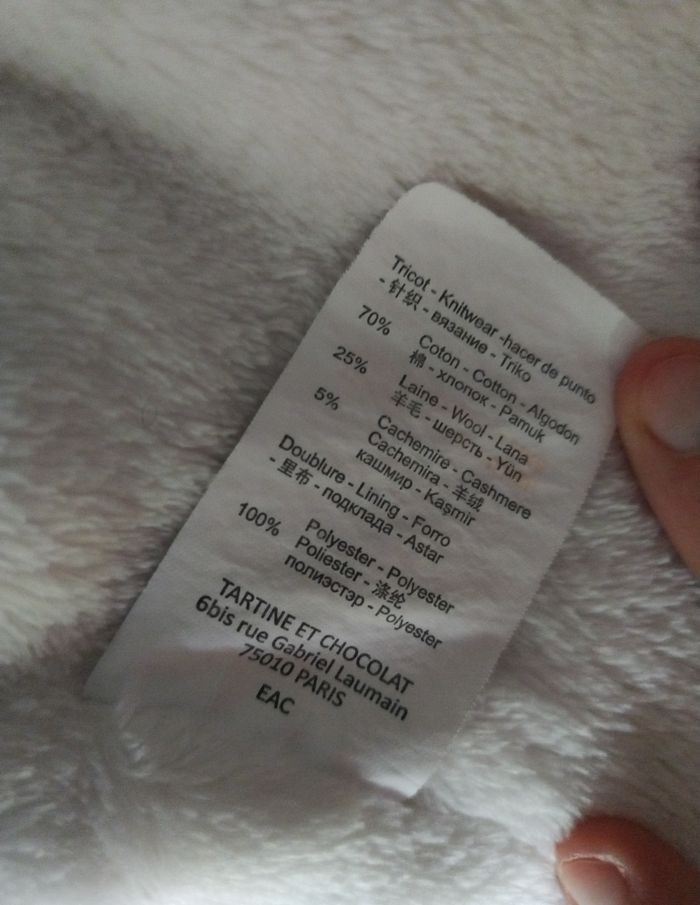 Tricot - Knitwear -hacer de punto
- 针织 - вязание - Triko
70% Coton - Cotton - Algodon
棉 - хлопок - Pamuk
25% Laine - Wool - Lana
羊毛 - шерсть - Yün
5% Cachemire - Cashmere
Cachemira - 羊绒
кашмир - Kaşmir
Doublure - Lining - Forro
- 里布 - подклада - Astar
100% Polyester - Polyester
Poliester - 涤纶
полиэстэр - Polyester
TARTINE ET CHOCOLAT
6bis rue Gabriel Laumain
75010 PARIS
EAC